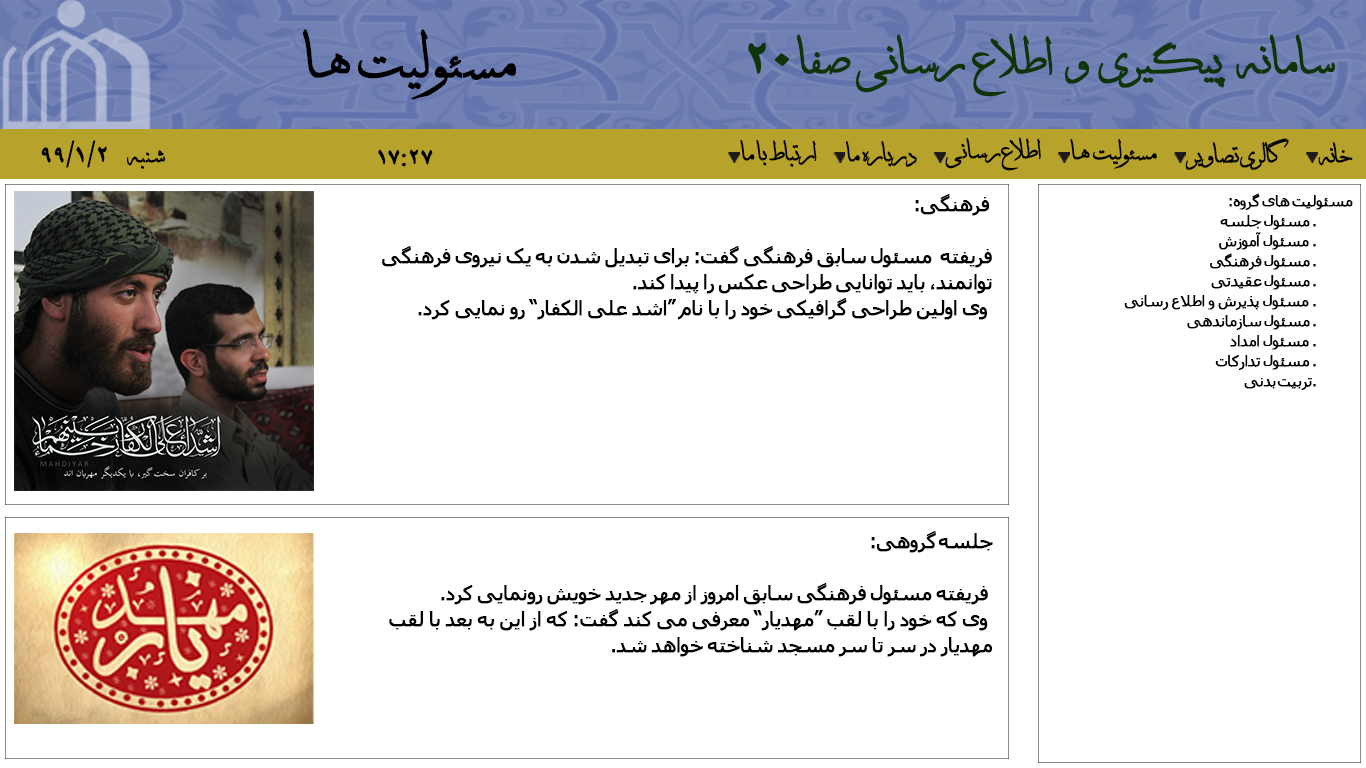 سامانه پیگیری و اطلاع رسانی صفا۲۰
مسئولیت ها
خانه
گالری تصاویر
مسئولیت ها
اطلاع رسانی
درباره ما
ارتباط با ما
۱۷:۲۷
شنبه ۹۹/۱/۲
مسئولیت های گروه:
. مسئول جلسه
. مسئول آموزش
. مسئول فرهنگی
. مسئول عقیدتی
. مسئول پذیرش و اطلاع رسانی
. مسئول سازماندهی
. مسئول امداد
. مسئول تدارکات
.تربیت بدنی
فرهنگی:
فریفته مسئول سابق فرهنگی گفت: برای تبدیل شدن به یک نیروی فرهنگی
توانمند، باید توانایی طراحی عکس را پیدا کند.
وی اولین طراحی گرافیکی خود را با نام”اشد علی الکفار“ رو نمایی کرد.
اشداء علی الکفار رحماء بینهم
MAHDIYAR
بر کافران سخت گیر، با یکدیگر مهربان اند
جلسه گروهی:
فریفته مسئول فرهنگی سابق امروز از مهر جدید خویش رونمایی کرد.
وی که خود را با لقب ”مهدیار“ معرفی می کند گفت: که از این به بعد با لقب
مهدیار در سر تا سر مسجد شناخته خواهد شد.
مهد
یار